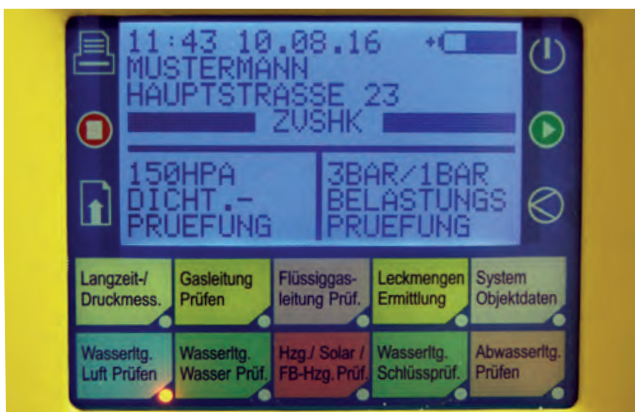 11:43 10.08.16
MUSTERMANN
HAUPTSTRASSE 23
ZVSHK
150HPA
DICHT.-
PRUEFUNG
3BAR/1BAR
BELASTUNGS
PRUEFUNG
Langzeit-/
Druckmess.
Gasleitung
Prüfen
Flüssiggas-
leitung Prüf.
Leckmengen
Ermittlung
System
Objektdaten
Wasserltg.
Luft Prüfen
Wasserltg.
Wasser Prüf.
Hzg./ Solar /
FB-Hzg. Prüf.
Wasserltg.
Schlüssprüf.
Abwasserltg.
Prüfen